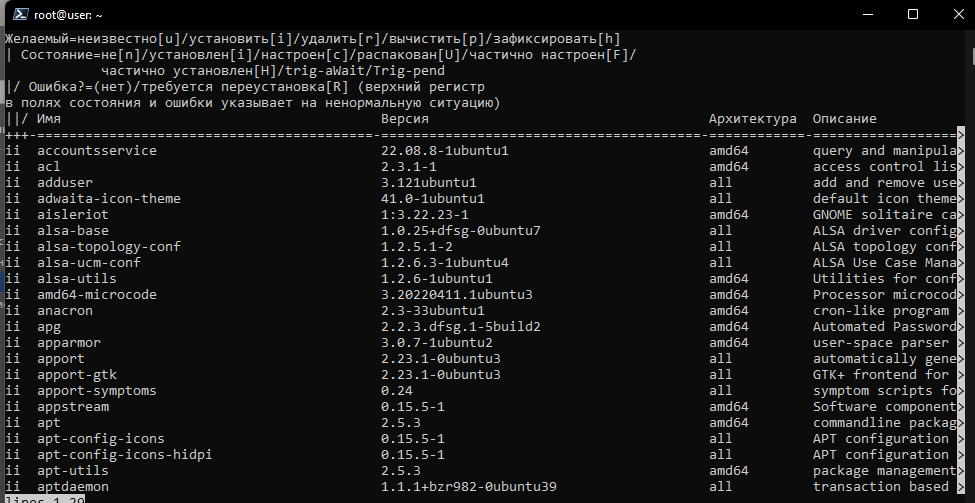 root@user: ~
Желаемый=неизвестно[u]/установить[i]/удалить[r]/вычистить[p]/зафиксировать[h]
| Состояние=не[n]/установлен[i]/настроен[c]/распакован[U]/частично настроен[F]/
частично установлен[H]/trig-aWait/Trig-pend
|/ Ошибка?=(нет)/требуется переустановка[R] (верхний регистр
в полях состояния и ошибки указывает на ненормальную ситуацию)
||/ Имя Версия Архитектура Описание
+++-==========================================-========================================-============-===================>
ii accountsservice 22.08.8-1ubuntu1 amd64 query and manipula>
ii acl 2.3.1-1 amd64 access control lis>
ii adduser 3.121ubuntu1 all add and remove use>
ii adwaita-icon-theme 41.0-1ubuntu1 all default icon theme>
ii aisleriot 1:3.22.23-1 amd64 GNOME solitaire ca>
ii alsa-base 1.0.25+dfsg-0ubuntu7 all ALSA driver config>
ii alsa-topology-conf 1.2.5.1-2 all ALSA topology conf>
ii alsa-ucm-conf 1.2.6.3-1ubuntu4 all ALSA Use Case Mana>
ii alsa-utils 1.2.6-1ubuntu1 amd64 Utilities for conf>
ii amd64-microcode 3.20220411.1ubuntu3 amd64 Processor microcod>
ii anacron 2.3-33ubuntu1 amd64 cron-like program >
ii apg 2.2.3.dfsg.1-5build2 amd64 Automated Password>
ii apparmor 3.0.7-1ubuntu2 amd64 user-space parser >
ii apport 2.23.1-0ubuntu3 all automatically gene>
ii apport-gtk 2.23.1-0ubuntu3 all GTK+ frontend for >
ii apport-symptoms 0.24 all symptom scripts fo>
ii appstream 0.15.5-1 amd64 Software component>
ii apt 2.5.3 amd64 commandline packag>
ii apt-config-icons 0.15.5-1 all APT configuration >
ii apt-config-icons-hidpi 0.15.5-1 all APT configuration >
ii apt-utils 2.5.3 amd64 package management>
ii aptdaemon 1.1.1+bzr982-0ubuntu39 all transaction based >
lines 1-29